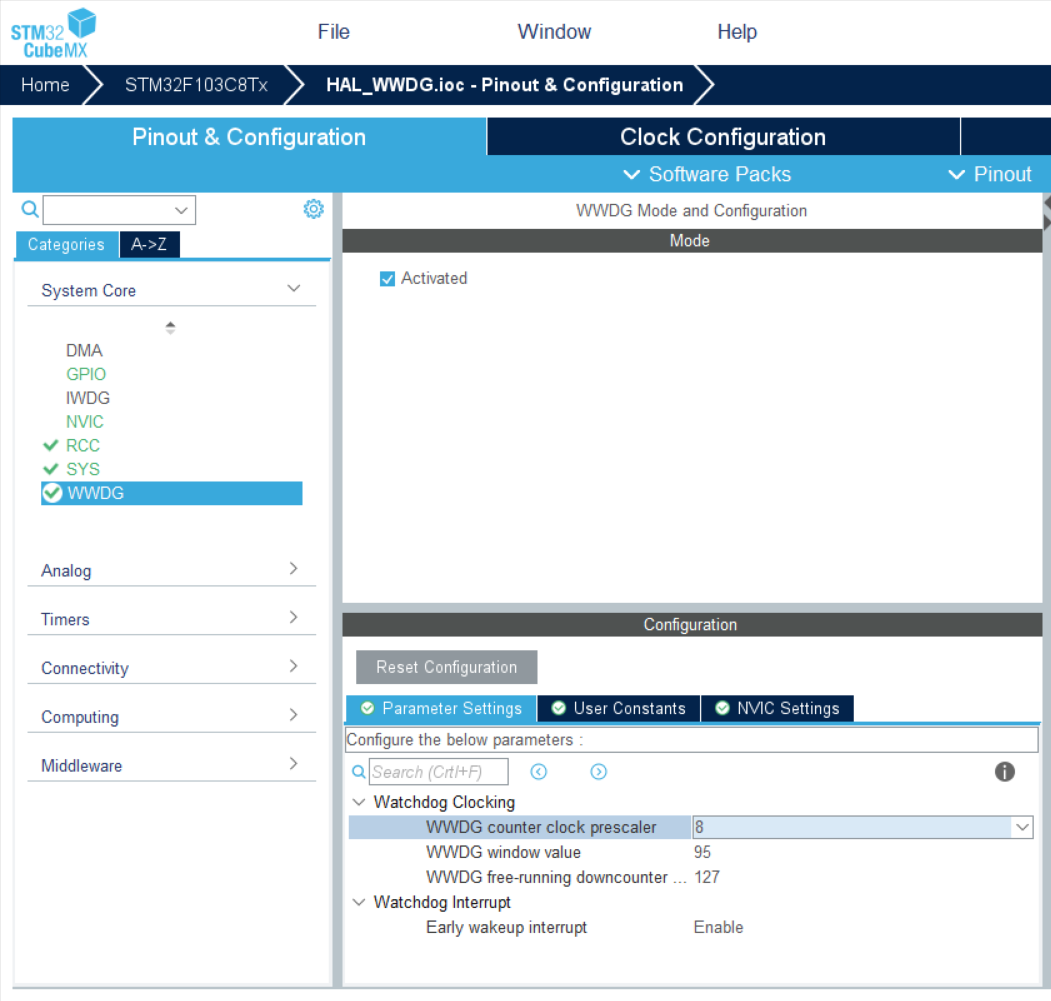 STM32
CubeMX
File Window Help
Home STM32F103C8Tx HAL_WWDG.ioc - Pinout & Configuration
Pinout & Configuration Clock Configuration
Software Packs Pinout
WWDG Mode and Configuration
Categories A->Z
Mode
Activated
System Core
DMA
GPIO
IWDG
NVIC
RCC
SYS
WWDG
Analog
Timers
Connectivity
Computing
Middleware
Configuration
Reset Configuration
Parameter Settings User Constants NVIC Settings
Configure the below parameters :
Search (Crtl+F)
Watchdog Clocking
WWDG counter clock prescaler 8
WWDG window value 95
WWDG free-running downcounter ... 127
Watchdog Interrupt
Early wakeup interrupt Enable